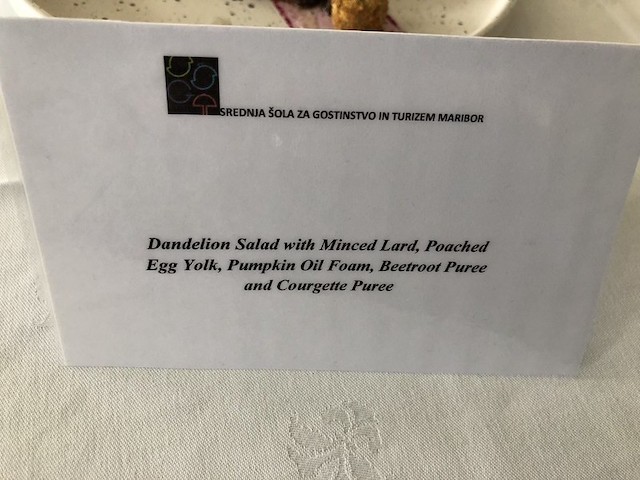 SREDNJA ŠOLA ZA GOSTINSTVO IN TURIZEM MARIBOR
Dandelion Salad with Minced Lard, Poached
Egg Yolk, Pumpkin Oil Foam, Beetroot Puree
and Courgette Puree